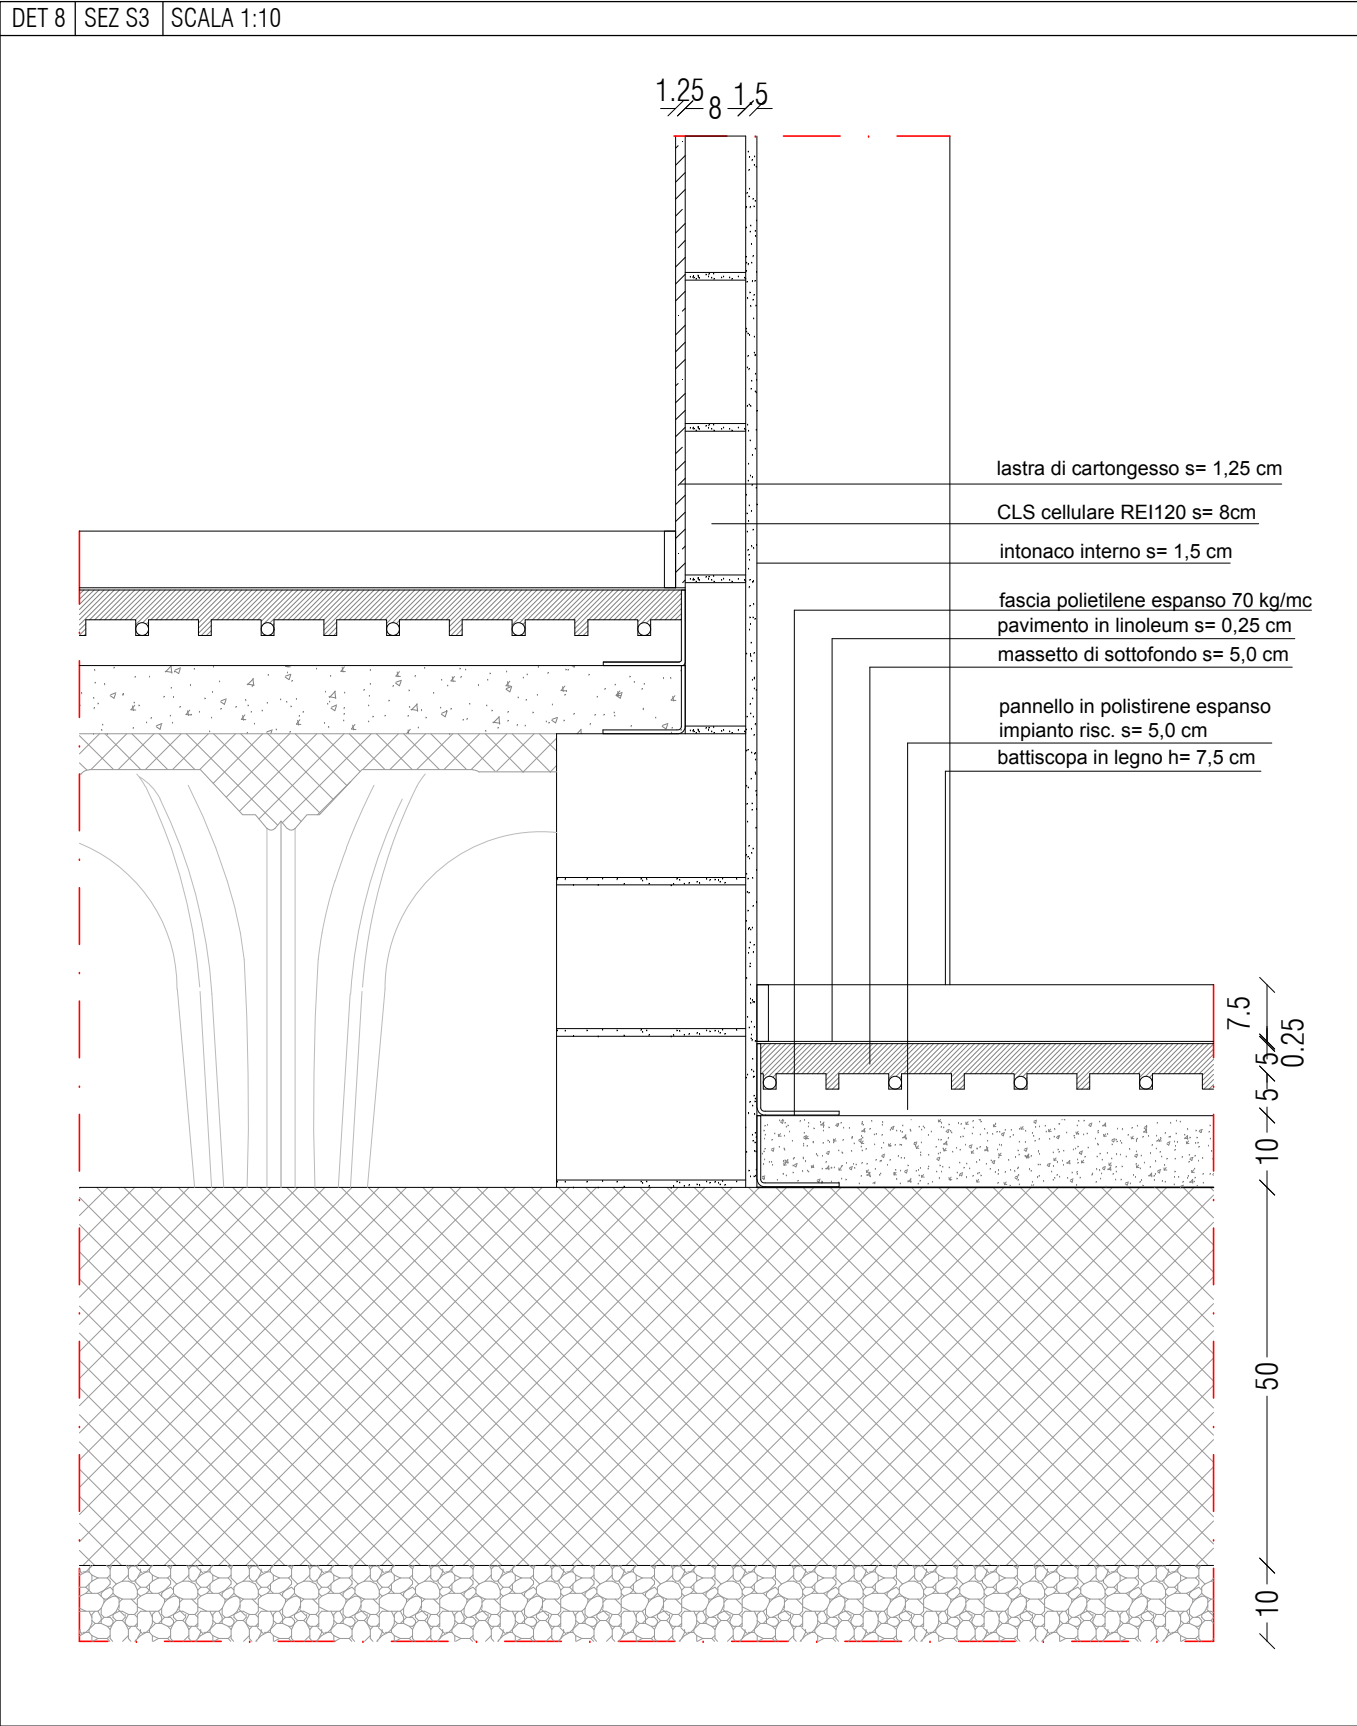 DET 8 SEZ S3 SCALA 1:10
1.25 8 1.5
lastra di cartongesso s= 1,25 cm
CLS cellulare REI120 s= 8cm
intonaco interno s= 1,5 cm
fascia polietilene espanso 70 kg/mc
pavimento in linoleum s= 0,25 cm
massetto di sottofondo s= 5,0 cm
pannello in polistirene espanso
impianto risc. s= 5,0 cm
battiscopa in legno h= 7,5 cm
7.5
0.25
5
5
10
50
10